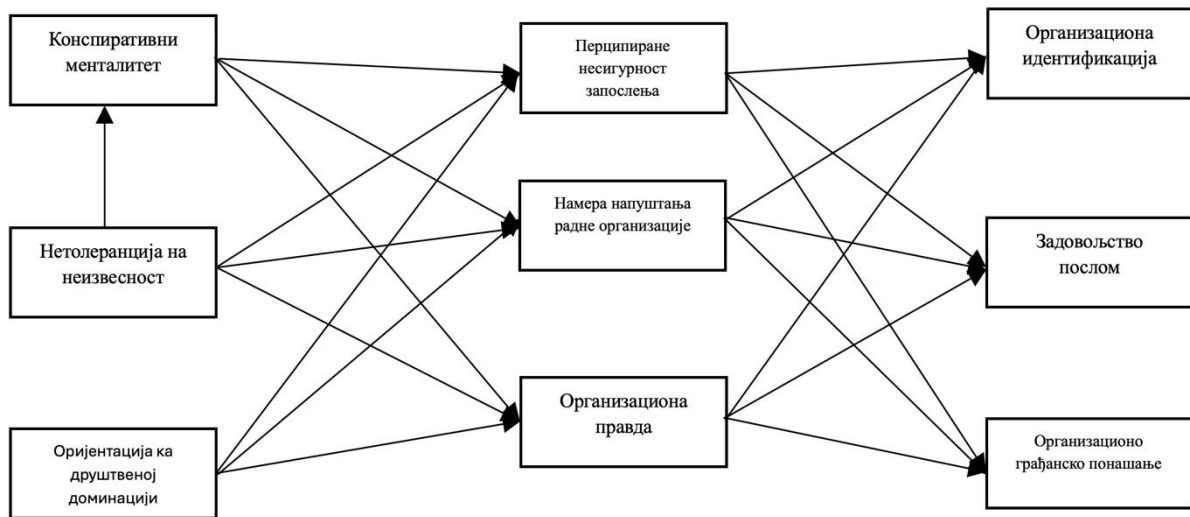 Конспиративни
менталитет
Перципиране
несигурност
запослења
Организациона
идентификација
Нетолеранција на
неизвесност
Намера напуштања
радне организације
Задовољство
послом
Оријентација ка
друштвеној
доминацији
Организациона
правда
Организационо
грађанско понашање